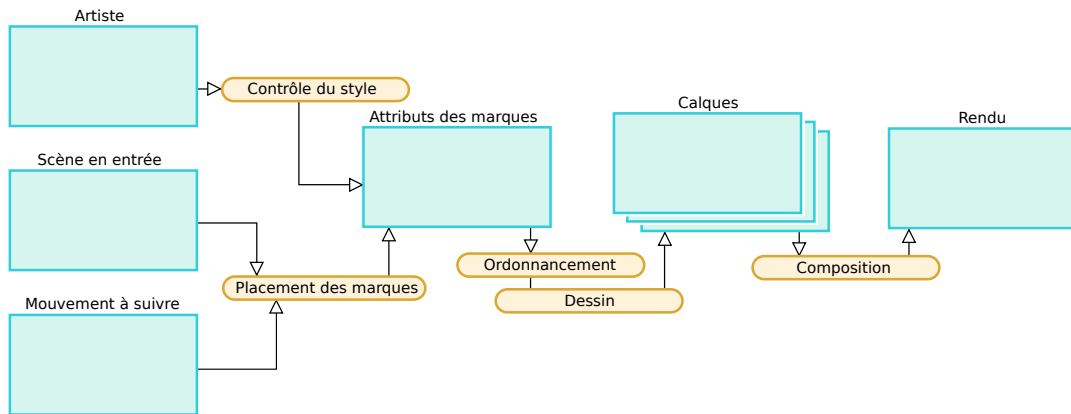 Artiste
Contrôle du style
Scène en entrée
Placement des marques
Mouvement à suivre
Attributs des marques
Ordonnancement
Dessin
Calques
Composition
Rendu